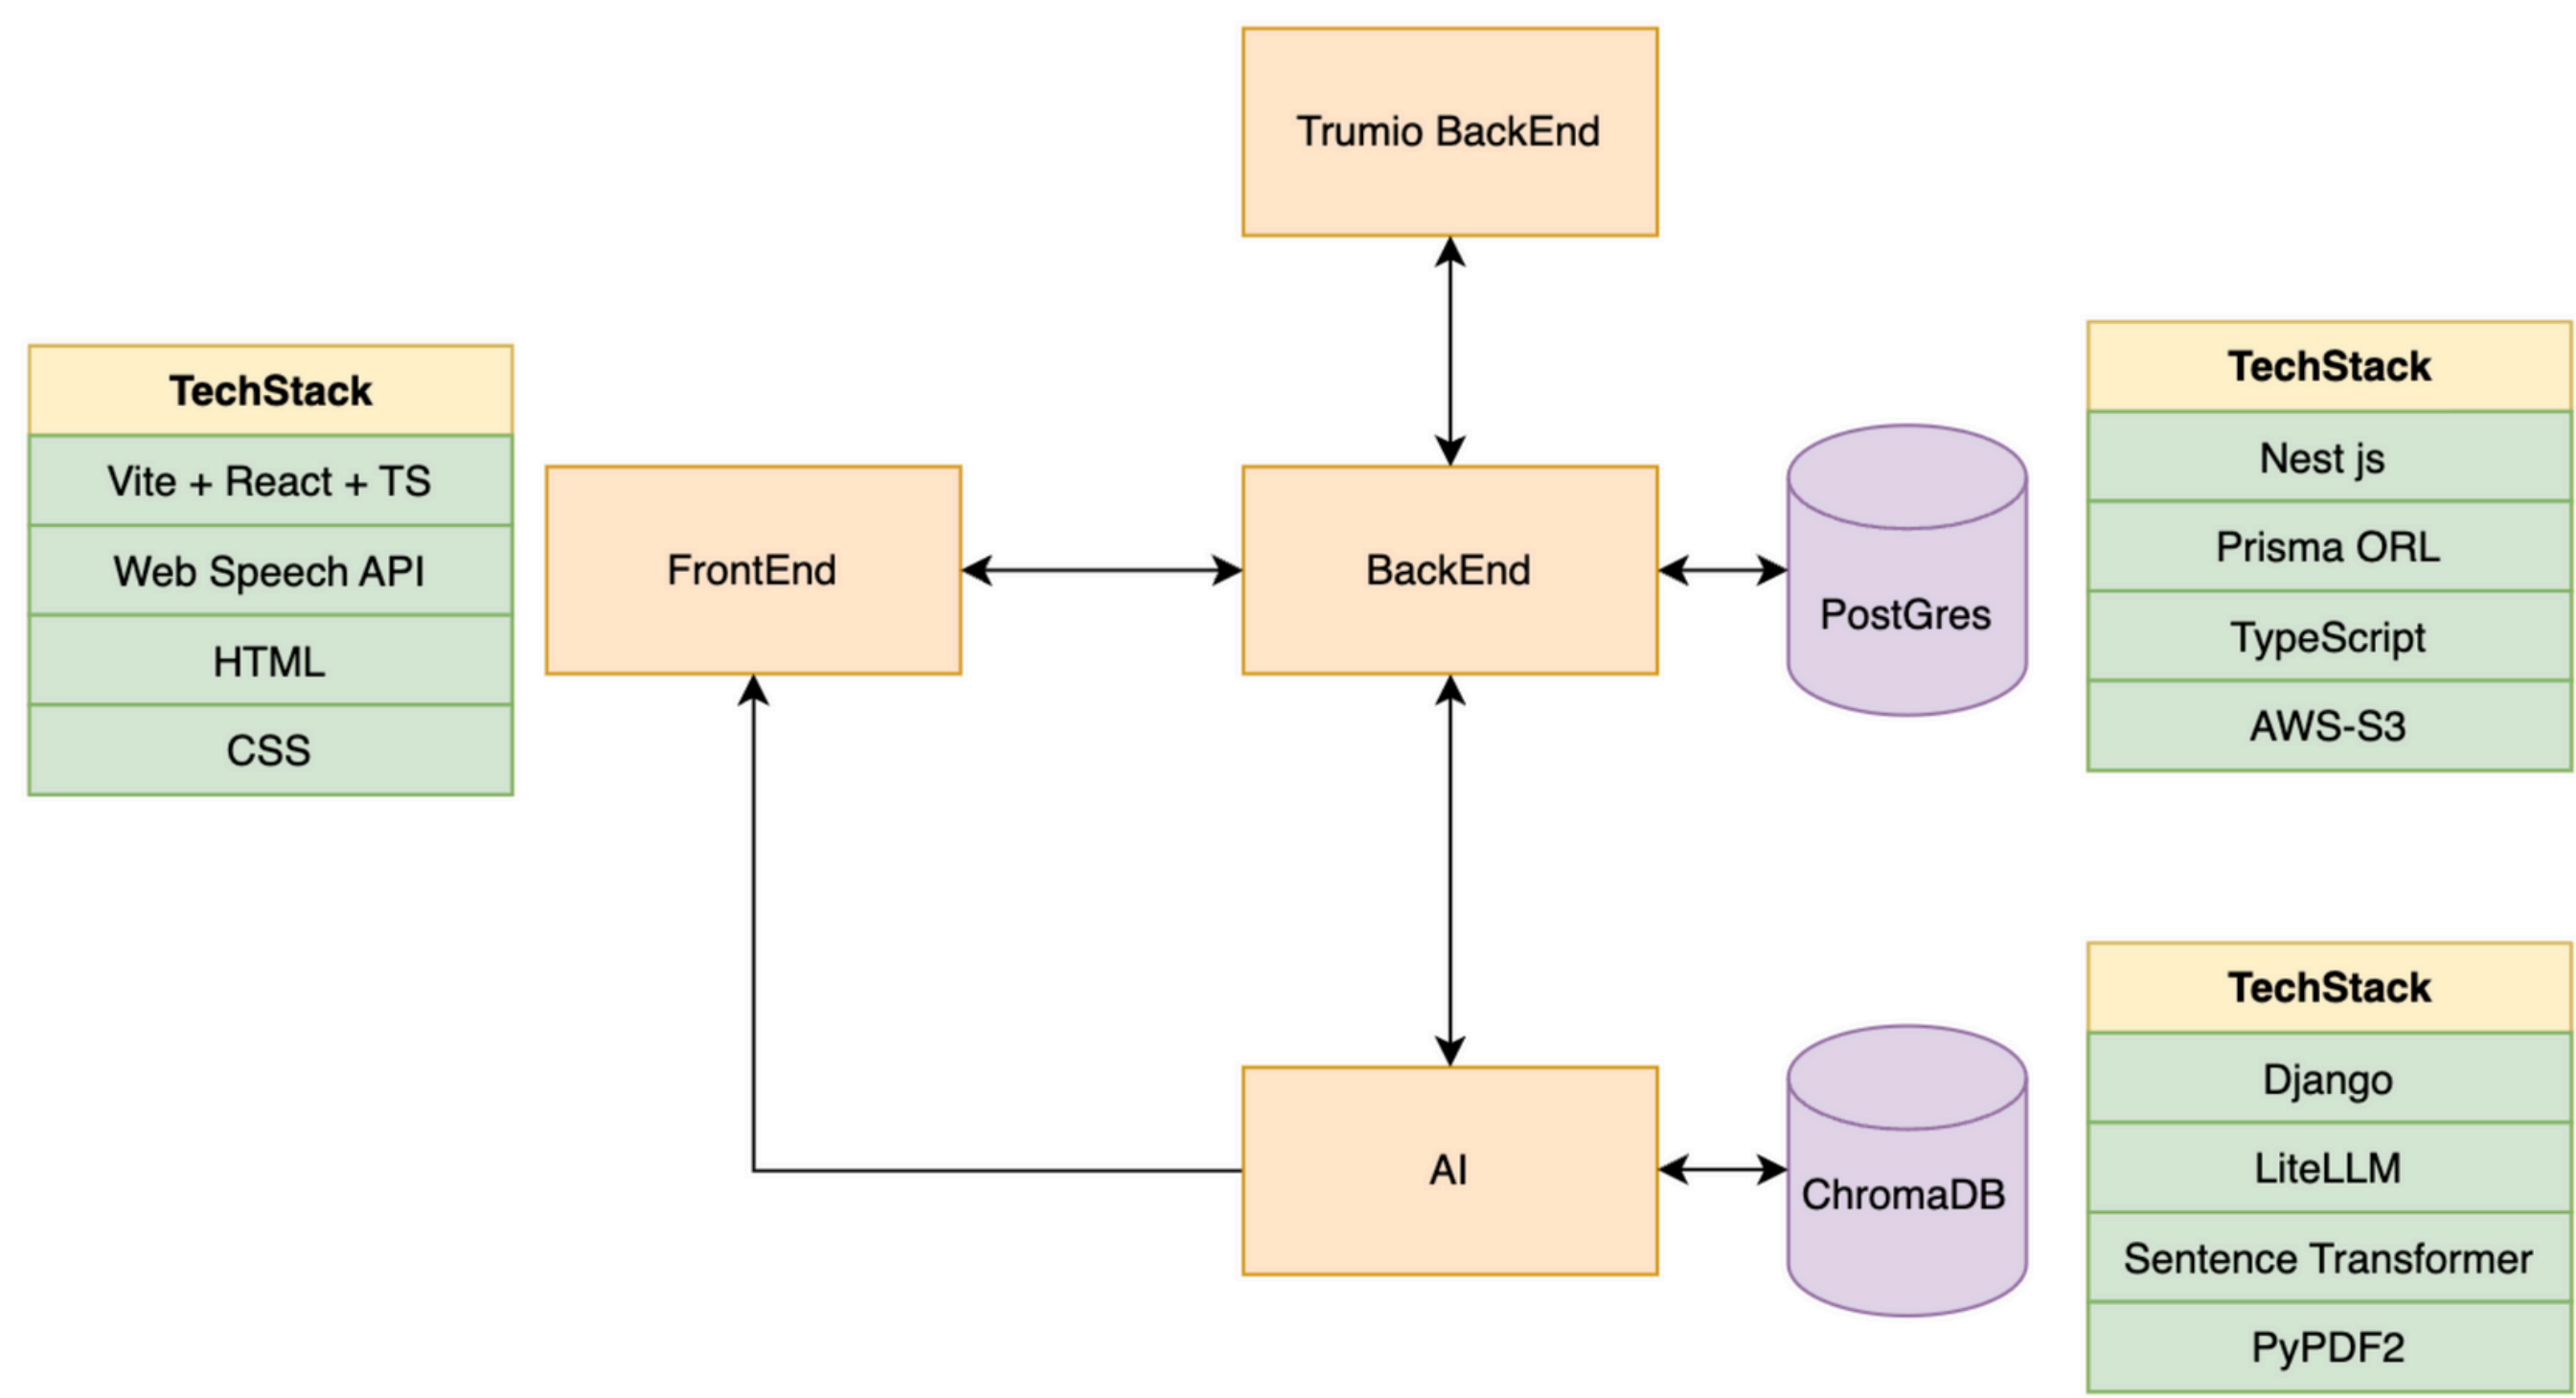 Trumio BackEnd
TechStack
Vite + React + TS
Web Speech API
HTML
CSS
FrontEnd
BackEnd
PostGres
TechStack
Nest js
Prisma ORL
TypeScript
AWS-S3
AI
ChromaDB
TechStack
Django
LiteLLM
Sentence Transformer
PyPDF2